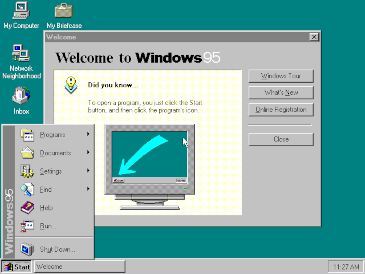 My Computer
My Briefcase
Network
Neighborhood
Inbox
Welcome
Welcome to Windows95
Did you know...
To open a program, you just click the Start
button, and then click the program's icon.
Windows Tour
What's New
Online Registration
Close
Programs
Documents
Settings
Find
Help
Run...
Shut Down...
Windows95
Start
Welcome
11:27 AM